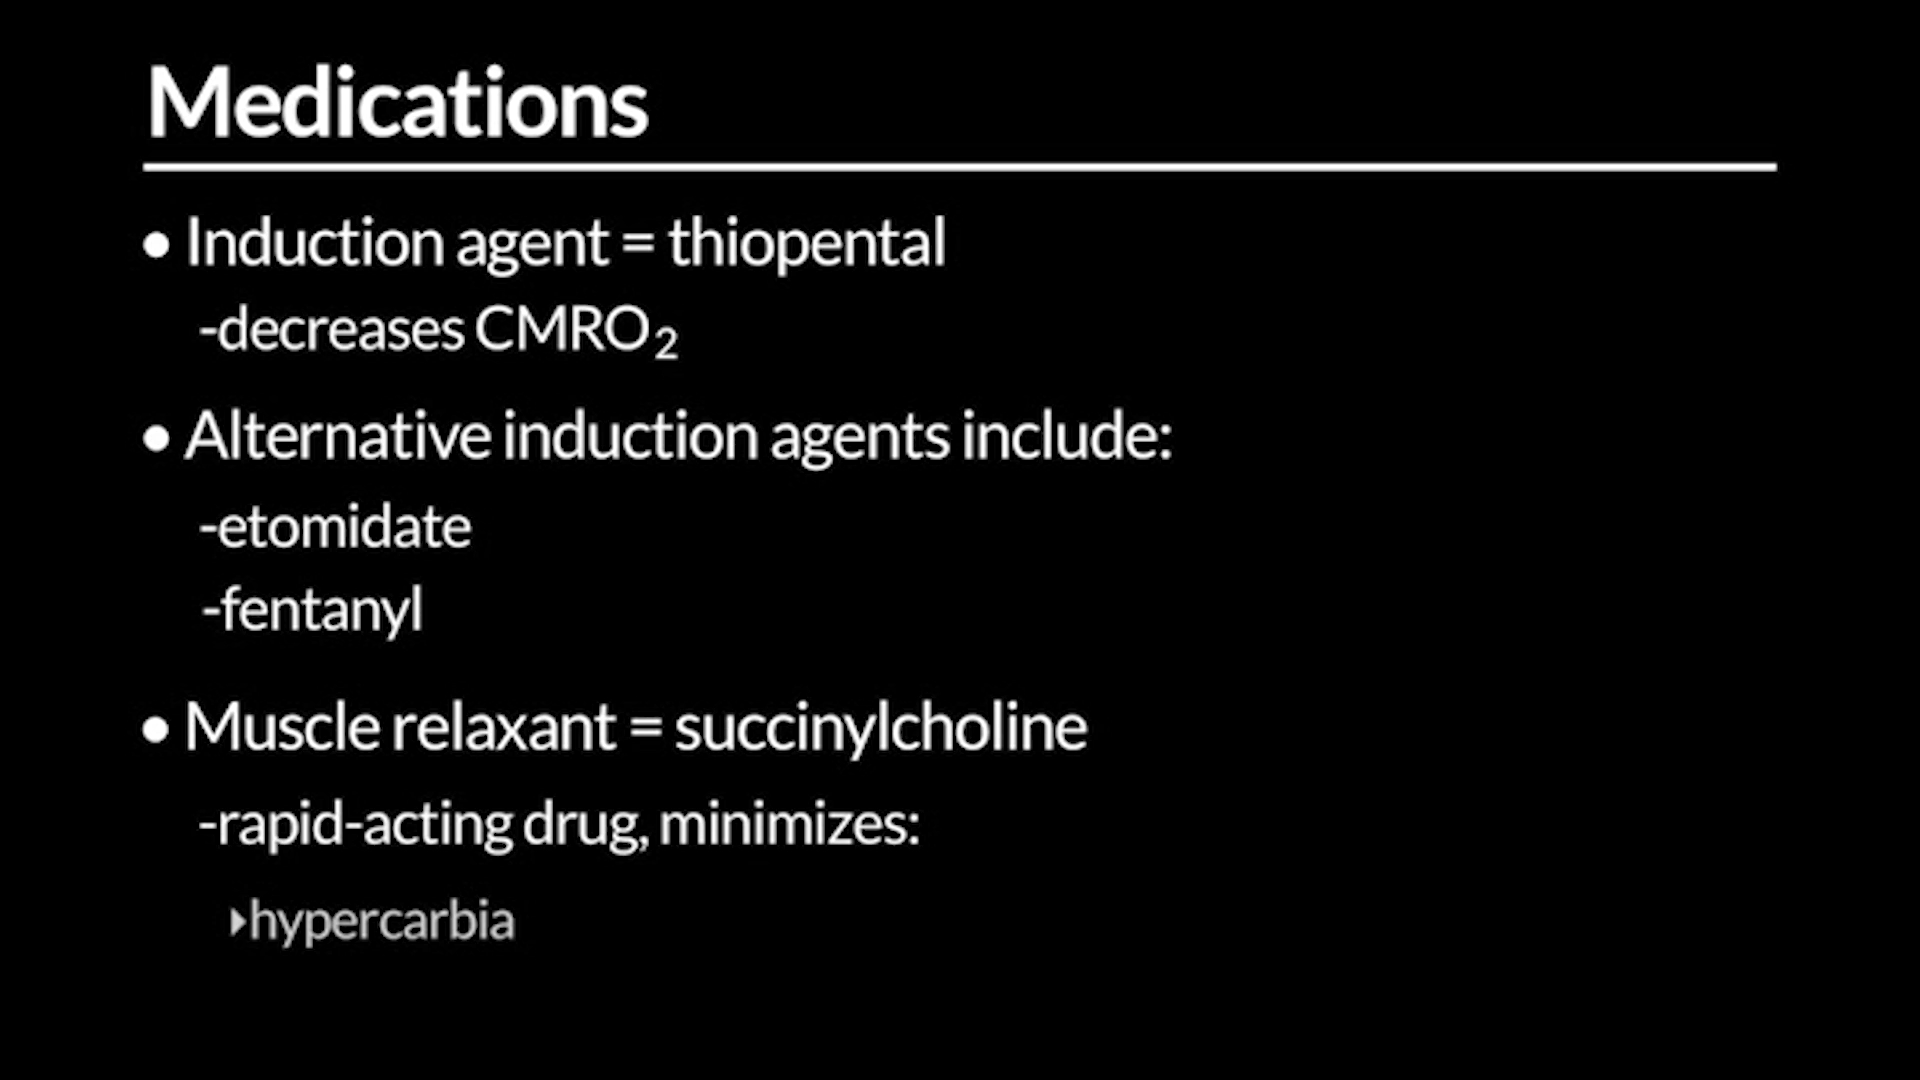 Medications
• Induction agent = thiopental
-decreases CMRO₂
• Alternative induction agents include:
-etomidate
-fentanyl
• Muscle relaxant = succinylcholine
-rapid-acting drug, minimizes:
‣hypercarbia